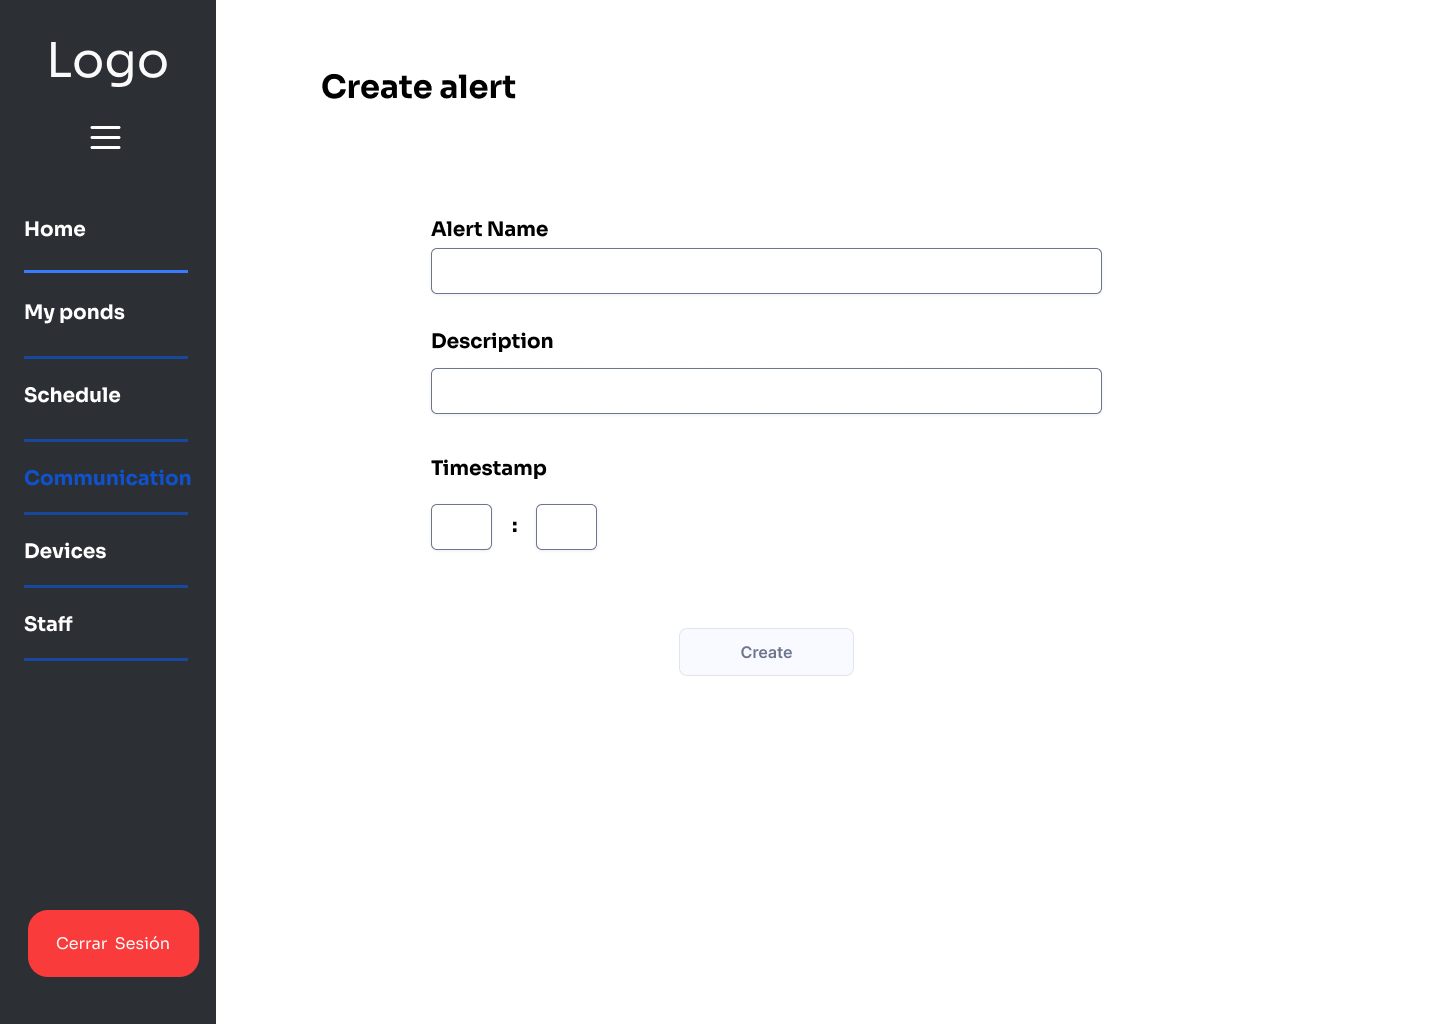 Logo
Home
My ponds
Schedule
Communication
Devices
Staff
Cerrar Sesión
Create alert
Alert Name
Description
Timestamp
:
Create